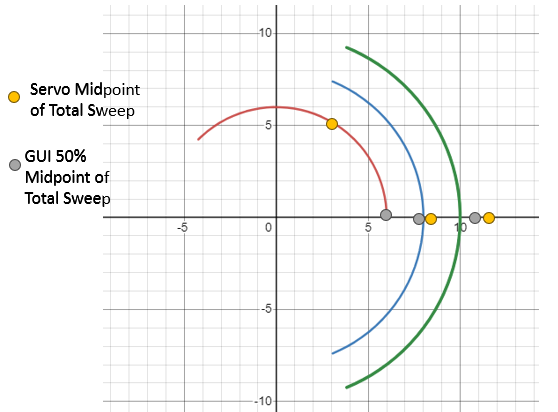 10
Servo Midpoint
of Total Sweep
5
GUI 50%
Midpoint of
Total Sweep
-5
0
5
10
-5
-10